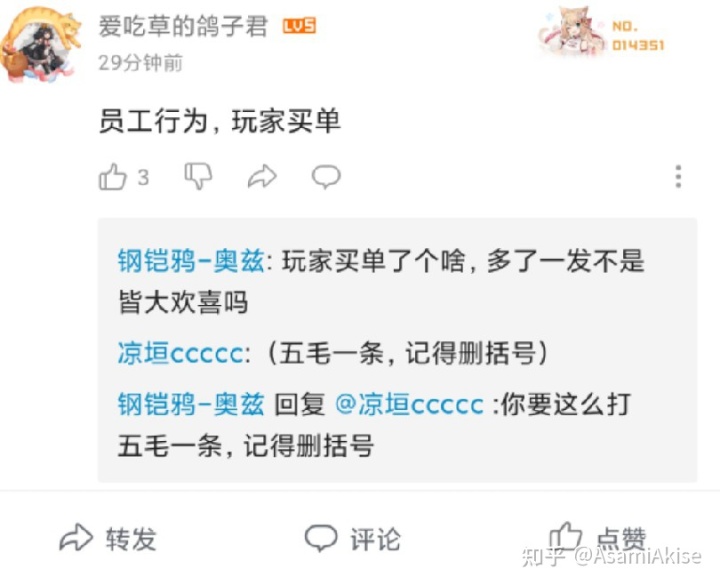 爱吃草的鸽子君 LV5
NO.
014351
29分钟前
员工行为，玩家买单
3
钢铠鸦-奥兹: 玩家买单了个啥，多了一发不是
皆大欢喜吗
凉垣ccccc:（五毛一条，记得删括号）
钢铠鸦-奥兹 回复 @凉垣ccccc :你要这么打
五毛一条，记得删括号
转发 评论 点赞
知乎 @AsamiAkise